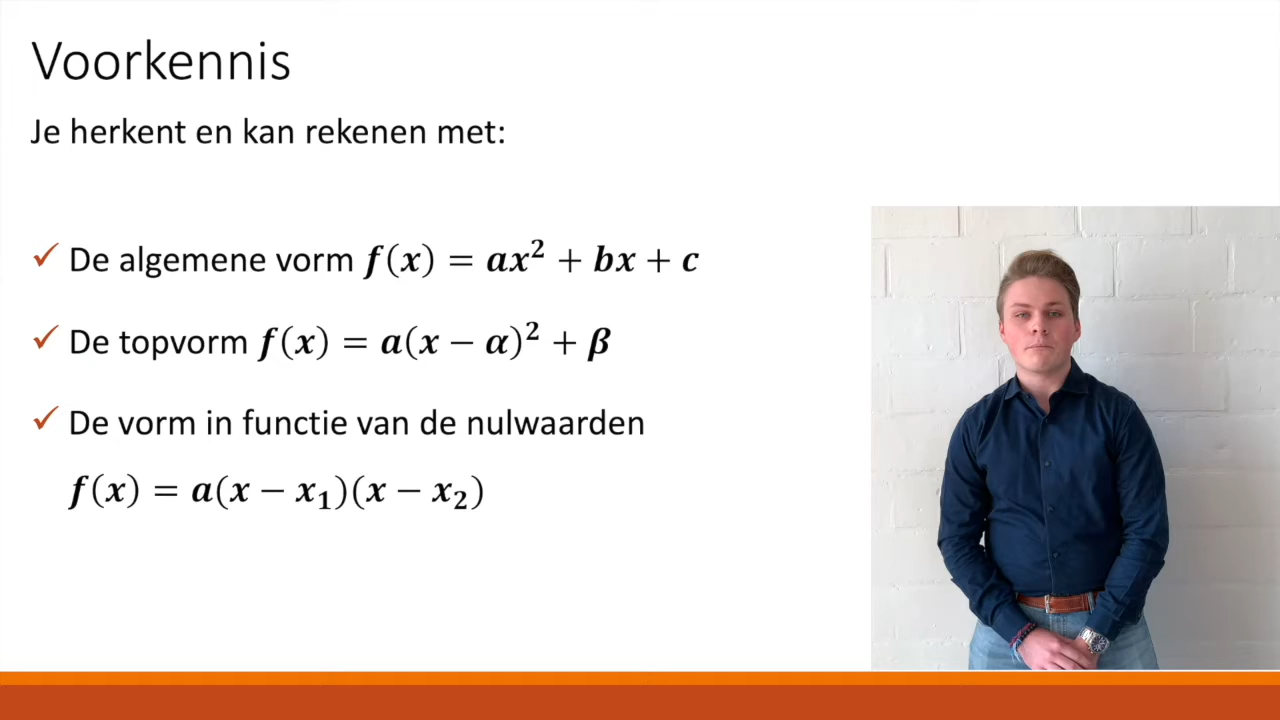 Voorkennis
Je herkent en kan rekenen met:
✓ De algemene vorm f(x) = ax² + bx + c
✓ De topvorm f(x) = a(x − α)² + β
✓ De vorm in functie van de nulwaarden
f(x) = a(x − x₁)(x − x₂)